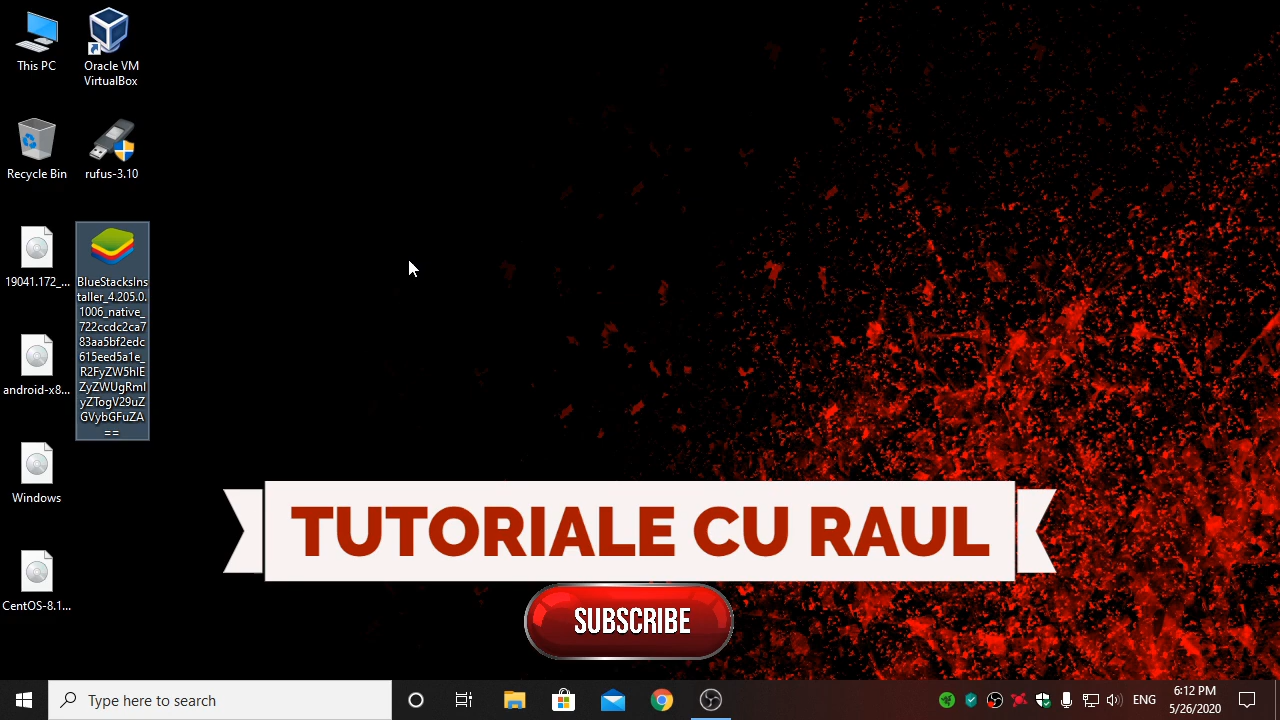 This PC
Oracle VM
VirtualBox
Recycle Bin
rufus-3.10
19041.172_...
BlueStacksIns
taller_4.205.0.
1006_native_
722ccdc2ca7
83aa5bf2edc
615eed5a1e_
R2FyZW5hIE
ZyZWUgRml
yZTogV29uZ
GVybGFuZA
==
android-x8...
Windows
CentOS-8.1...
TUTORIALE CU RAUL
SUBSCRIBE
Type here to search
ENG
6:12 PM
5/26/2020